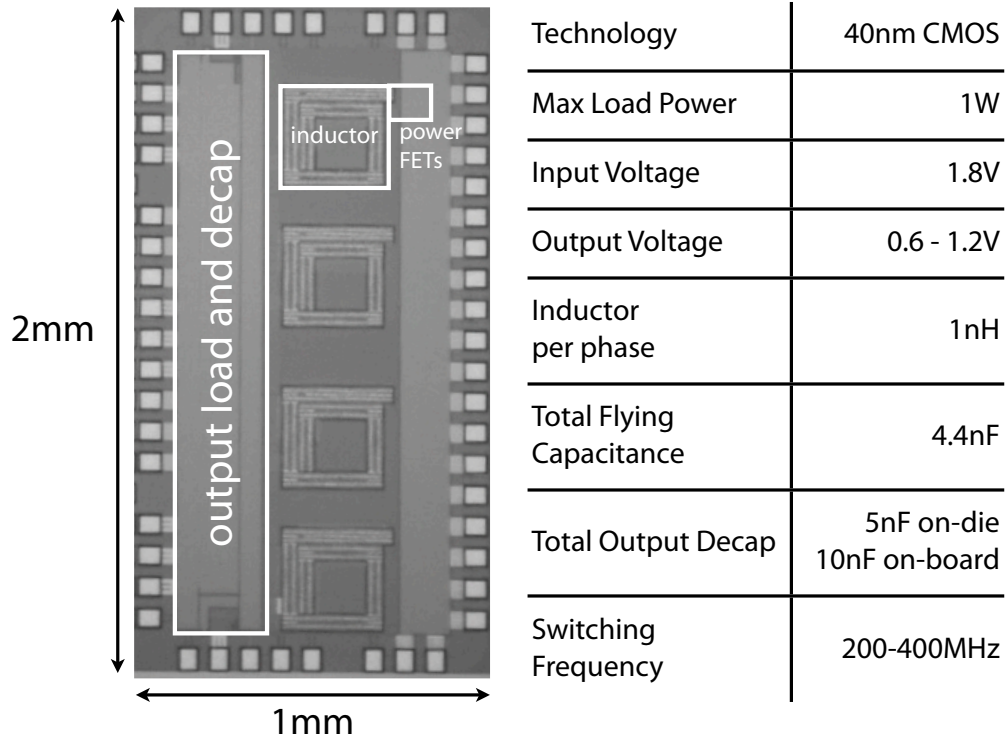 2mm
1mm
output load and decap
inductor
power
FETs
Technology 40nm CMOS
Max Load Power 1W
Input Voltage 1.8V
Output Voltage 0.6 - 1.2V
Inductor
per phase 1nH
Total Flying
Capacitance 4.4nF
Total Output Decap 5nF on-die
10nF on-board
Switching
Frequency 200-400MHz